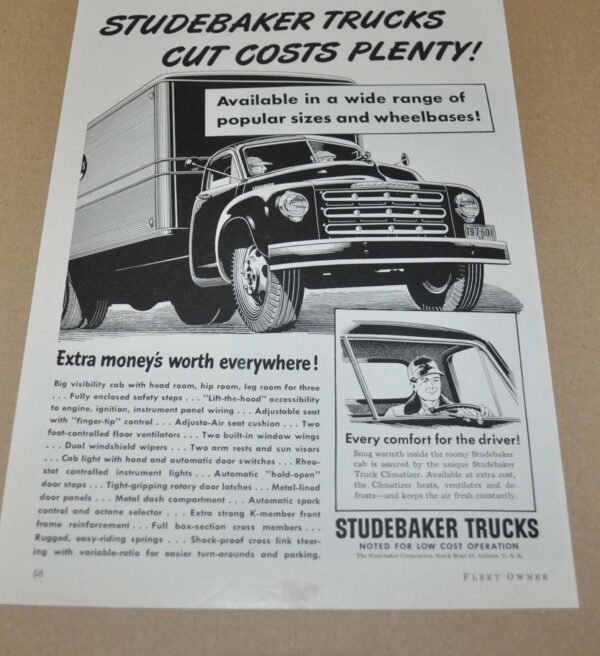 STUDEBAKER TRUCKS
CUT COSTS PLENTY!
Available in a wide range of
popular sizes and wheelbases!
STUDEBAKER
197-501
Extra money's worth everywhere!
Big visibility cab with head room, hip room, leg room for three
. . . Fully enclosed safety steps . . . "Lift-the-hood" accessibility
to engine, ignition, instrument panel wiring . . . Adjustable seat
with "finger-tip" control . . . Adjusto-Air seat cushion . . . Two
foot-controlled floor ventilators . . . Two built-in window wings
. . . Dual windshield wipers . . . Two arm rests and sun visors
. . . Cab light with hand and automatic door switches . . . Rheo-
stat controlled instrument lights . . . Automatic "hold-open"
door stops . . . Tight-gripping rotary door latches . . . Metal-lined
door panels . . . Metal dash compartment . . . Automatic spark
control and octane selector . . . Extra strong K-member front
frame reinforcement . . . Full box-section cross members . . .
Rugged, easy-riding springs . . . Shock-proof cross link steer-
ing with variable-ratio for easier turn-arounds and parking.
Every comfort for the driver!
Snug warmth inside the roomy Studebaker
cab is assured by the unique Studebaker
Truck Climatizer. Available at extra cost,
the Climatizer heats, ventilates and de-
frosts—and keeps the air fresh constantly.
STUDEBAKER TRUCKS
NOTED FOR LOW COST OPERATION
The Studebaker Corporation, South Bend 27, Indiana, U. S. A.
58
FLEET OWNER